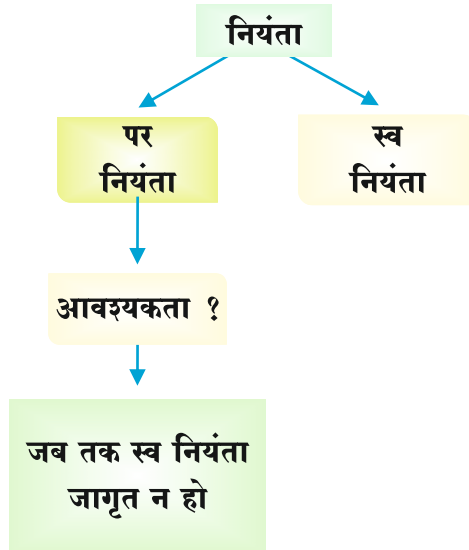 नियंता
पर
नियंता
स्व
नियंता
आवश्यकता ?
जब तक स्व नियंता
जागृत न हो